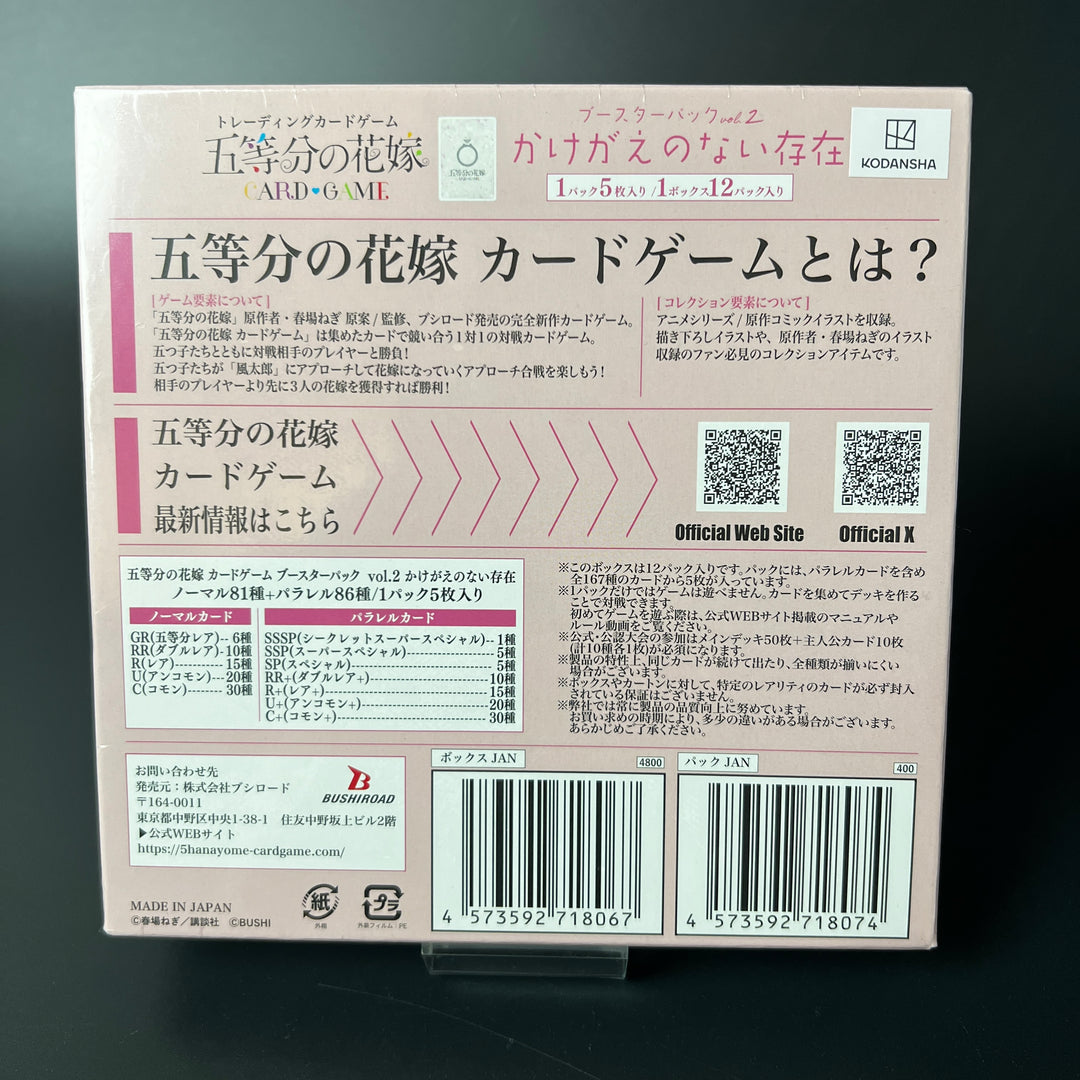 トレーディングカードゲーム
五等分の花嫁
CARD♥GAME
五等分の花嫁
ブースターパック vol.2
かけがえのない存在
1パック5枚入り/1ボックス12パック入り
KODANSHA
五等分の花嫁 カードゲームとは？
[ゲーム要素について]
「五等分の花嫁」原作者・春場ねぎ 原案/監修、ブシロード発売の完全新作カードゲーム。
「五等分の花嫁 カードゲーム」は集めたカードで競い合う1対1の対戦カードゲーム。
五つ子たちとともに対戦相手のプレイヤーと勝負！
五つ子たちが「風太郎」にアプローチして花嫁になっていくアプローチ合戦を楽しもう！
相手のプレイヤーより先に3人の花嫁を獲得すれば勝利！
[コレクション要素について]
アニメシリーズ/原作コミックイラストを収録。
描き下ろしイラストや、原作者・春場ねぎのイラスト
収録のファン必見のコレクションアイテムです。
五等分の花嫁
カードゲーム
最新情報はこちら
Official Web Site
Official X
五等分の花嫁 カードゲーム ブースターパック vol.2 かけがえのない存在
ノーマル81種+パラレル86種/1パック5枚入り
ノーマルカード
GR(五等分レア)-- 6種
RR(ダブルレア)-10種
R(レア)--------- 15種
U(アンコモン)---20種
C(コモン)-------- 30種
パラレルカード
SSSP(シークレットスーパースペシャル)-- 1種
SSP(スーパースペシャル)---------------- 5種
SP(スペシャル)-------------------------- 5種
RR+(ダブルレア+)---------------------- 10種
R+(レア+)------------------------------ 15種
U+(アンコモン+)----------------------- 20種
C+(コモン+)---------------------------- 30種
※このボックスは12パック入りです。パックには、パラレルカードを含め
全167種のカードから5枚が入っています。
※1パックだけではゲームは遊べません。カードを集めてデッキを作る
ことで対戦できます。
初めてゲームを遊ぶ際は、公式WEBサイト掲載のマニュアルや
ルール動画をご覧ください。
※公式・公認大会の参加はメインデッキ50枚＋主人公カード10枚
(計10種各1枚)が必須になります。
※製品の特性上、同じカードが続けて出たり、全種類が揃いにくい
場合がございます。
※ボックスやカートンに対して、特定のレアリティのカードが必ず封入
されている保証はございません。
※弊社では常に製品の品質向上に努めています。
お買い求めの時期により、多少の違いがある場合がございます。
あらかじめご了承ください。
お問い合わせ先
発売元：株式会社ブシロード
〒164-0011
東京都中野区中央1-38-1 住友中野坂上ビル2階
▶公式WEBサイト
https://5hanayome-cardgame.com/
BUSHIROAD
ボックス JAN
4800
4 573592 718067
パック JAN
400
4 573592 718074
MADE IN JAPAN
©春場ねぎ／講談社 ©BUSHI
紙
外箱
プラ
外装フィルム：PE